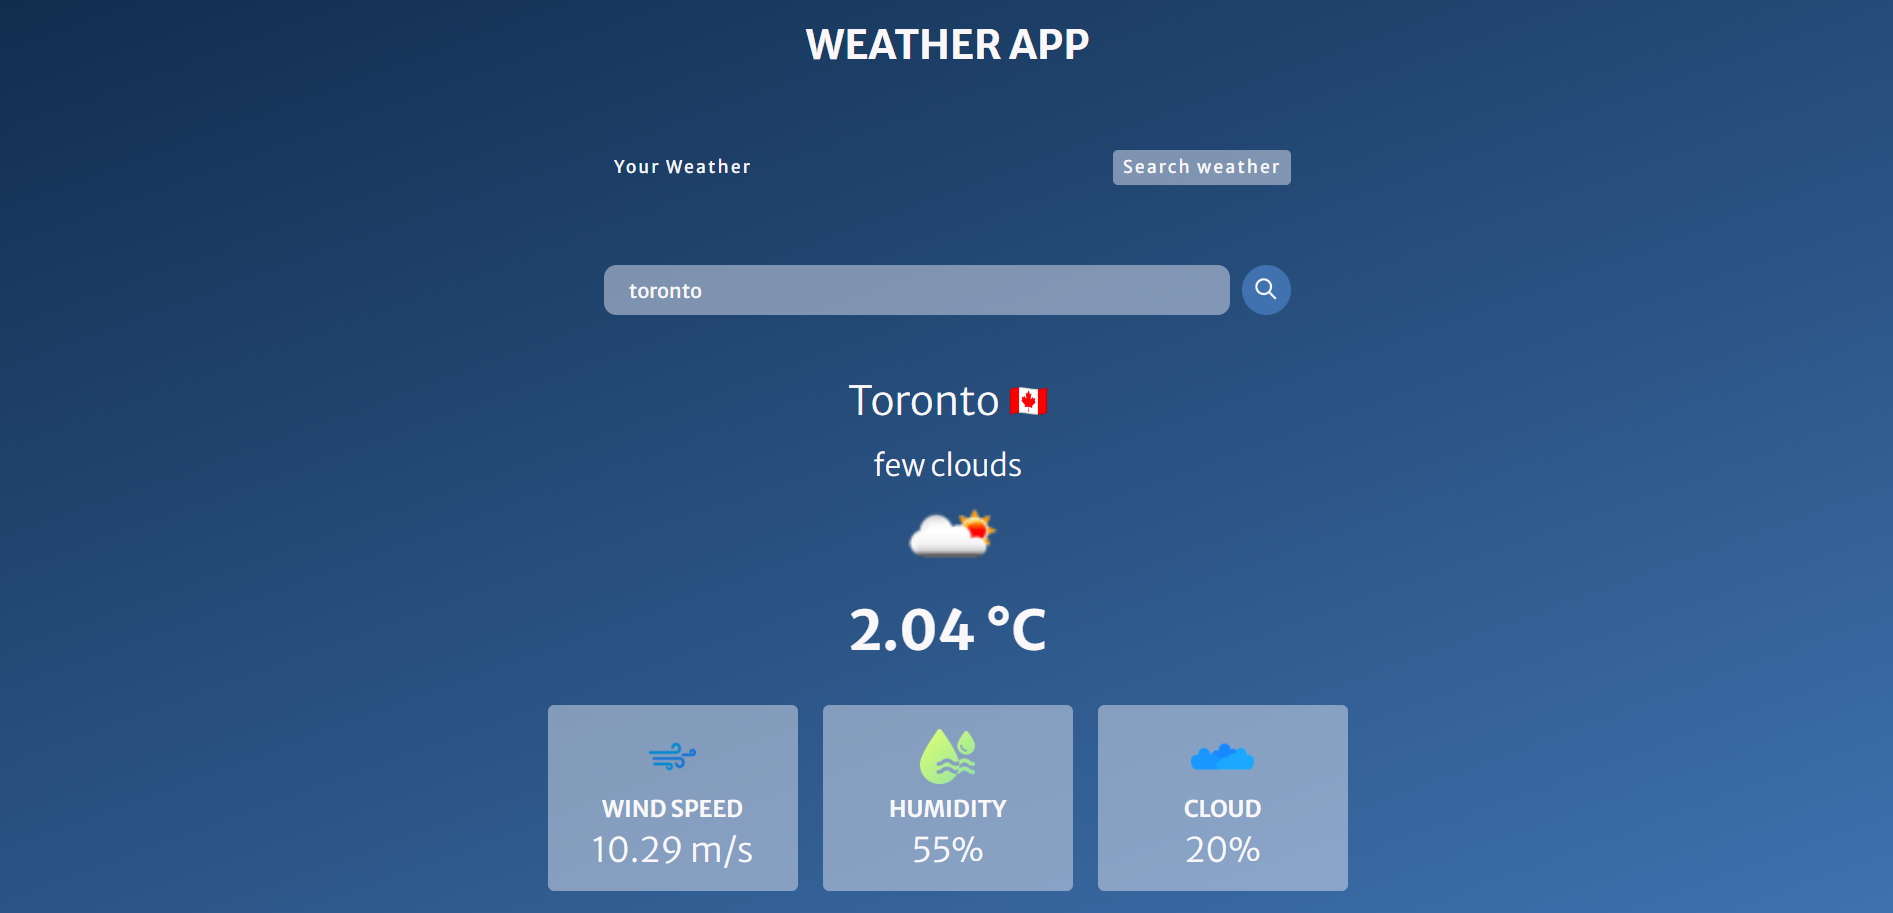 WEATHER APP
Your Weather
Search weather
toronto
Toronto
few clouds
2.04 °C
WIND SPEED
10.29 m/s
HUMIDITY
55%
CLOUD
20%